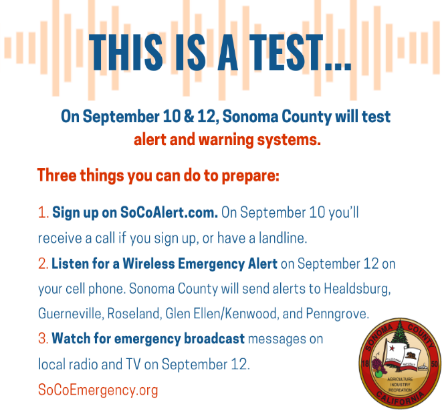 THIS IS A TEST...
On September 10 & 12, Sonoma County will test
alert and warning systems.
Three things you can do to prepare:
1. Sign up on SoCoAlert.com. On September 10 you'll
receive a call if you sign up, or have a landline.
2. Listen for a Wireless Emergency Alert on September 12 on
your cell phone. Sonoma County will send alerts to Healdsburg,
Guerneville, Roseland, Glen Ellen/Kenwood, and Penngrove.
3. Watch for emergency broadcast messages on
local radio and TV on September 12.
SoCoEmergency.org
SONOMA COUNTY
AGRICULTURE
INDUSTRY
RECREATION
CALIFORNIA